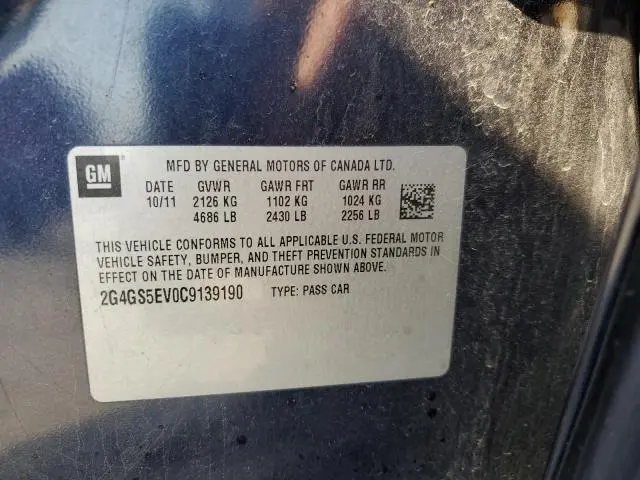 GM
MFD BY GENERAL MOTORS OF CANADA LTD.
DATE GVWR GAWR FRT GAWR RR
10/11 2126 KG 1102 KG 1024 KG
4686 LB 2430 LB 2256 LB
THIS VEHICLE CONFORMS TO ALL APPLICABLE U.S. FEDERAL MOTOR
VEHICLE SAFETY, BUMPER, AND THEFT PREVENTION STANDARDS IN
EFFECT ON THE DATE OF MANUFACTURE SHOWN ABOVE.
2G4GS5EV0C9139190 TYPE: PASS CAR